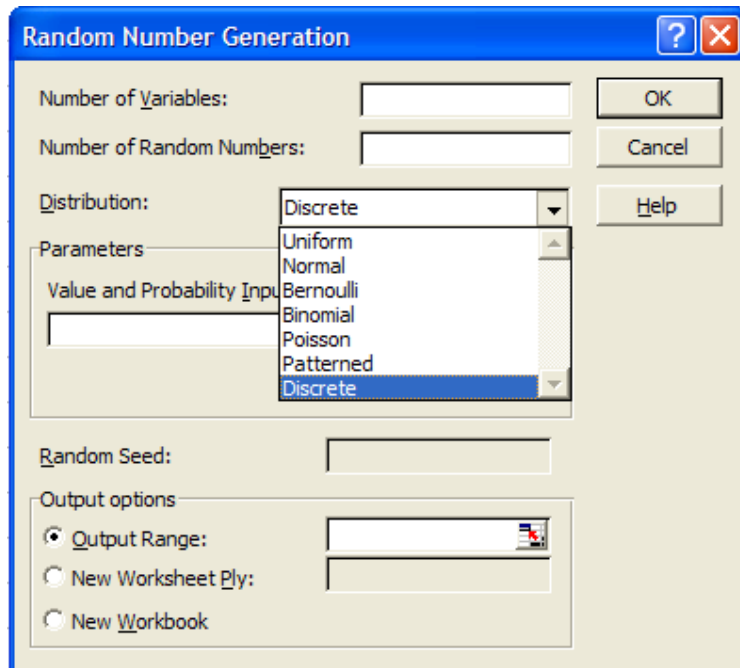 Random Number Generation
Number of Variables:
OK
Number of Random Numbers:
Cancel
Distribution:
Discrete
Help
Uniform
Normal
Bernoulli
Binomial
Poisson
Patterned
Discrete
Parameters
Value and Probability Inpu
Random Seed:
Output options
Output Range:
New Worksheet Ply:
New Workbook